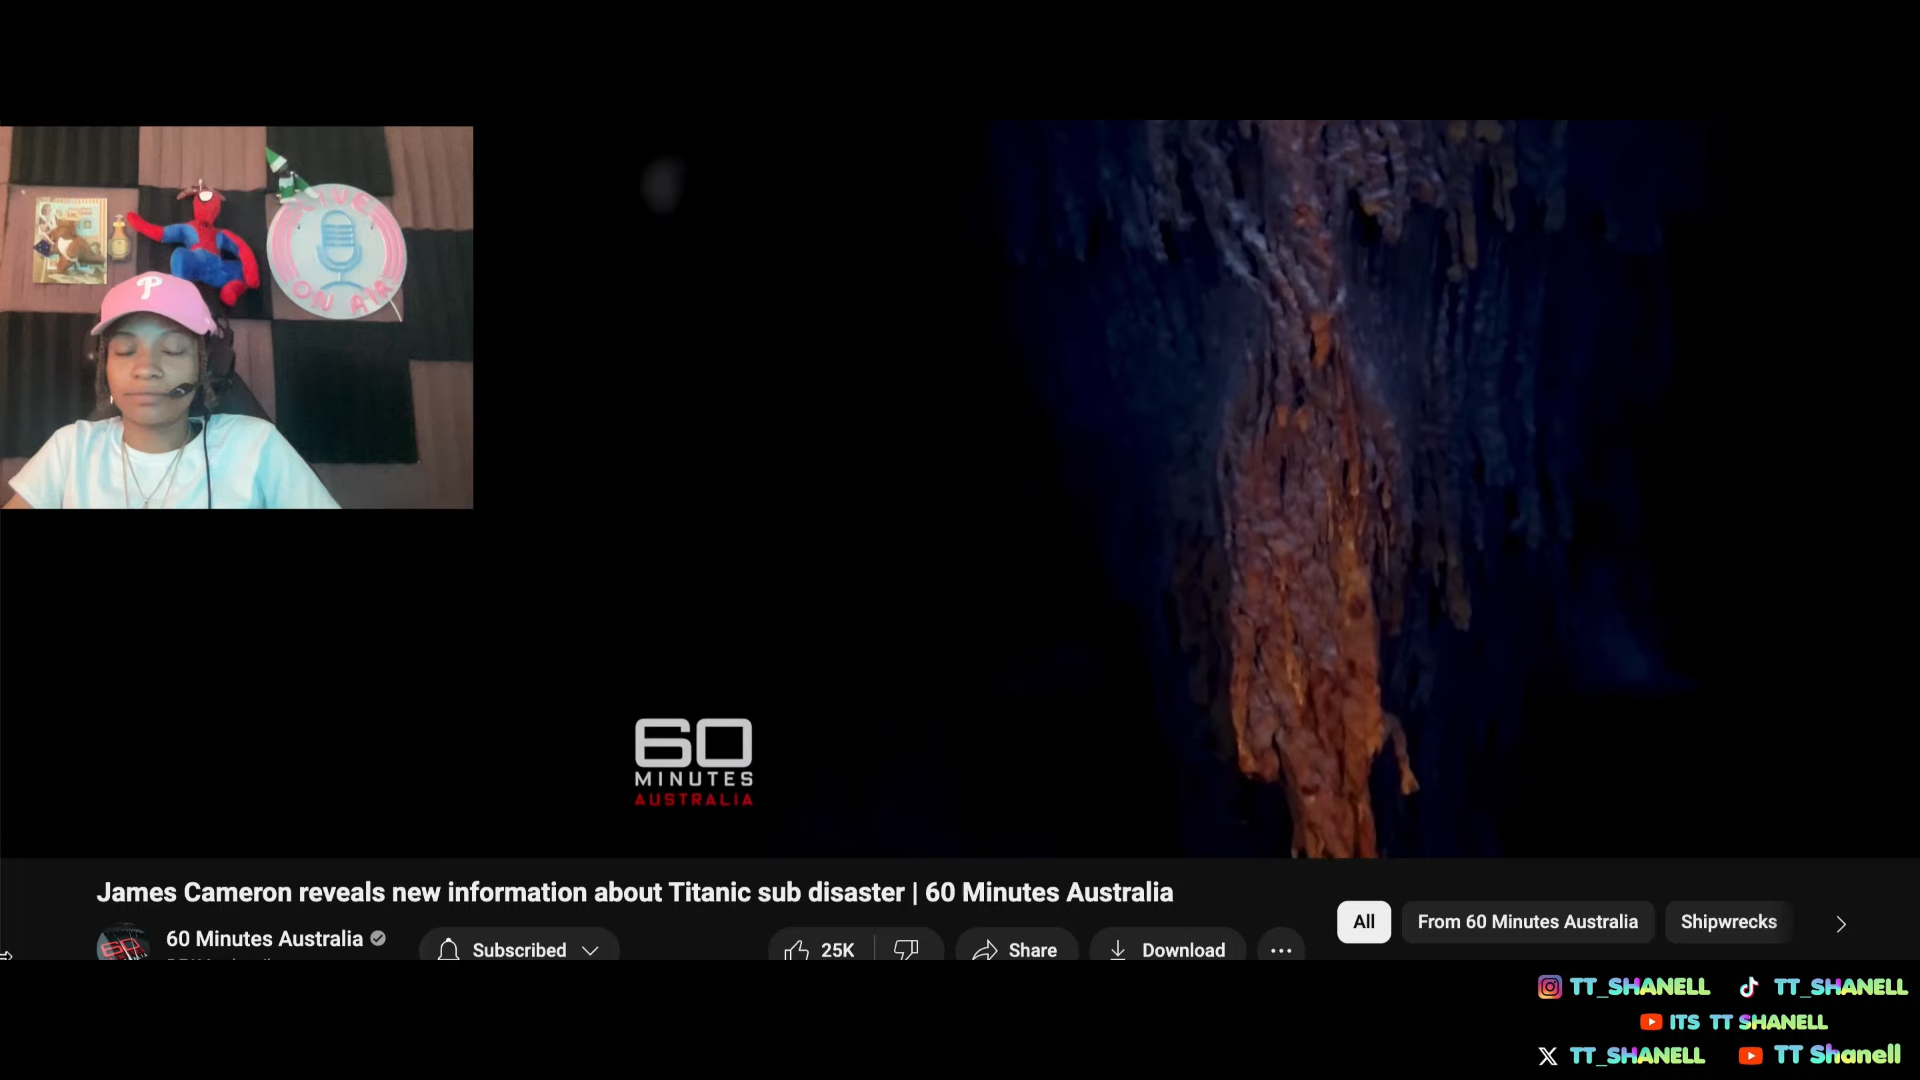 LIVE
ON AIR
P
60
MINUTES
AUSTRALIA
James Cameron reveals new information about Titanic sub disaster | 60 Minutes Australia
60 Minutes Australia
Subscribed
25K
Share
Download
All
From 60 Minutes Australia
Shipwrecks
TT_SHANELL
TT_SHANELL
ITS TT SHANELL
TT_SHANELL
TT Shanell